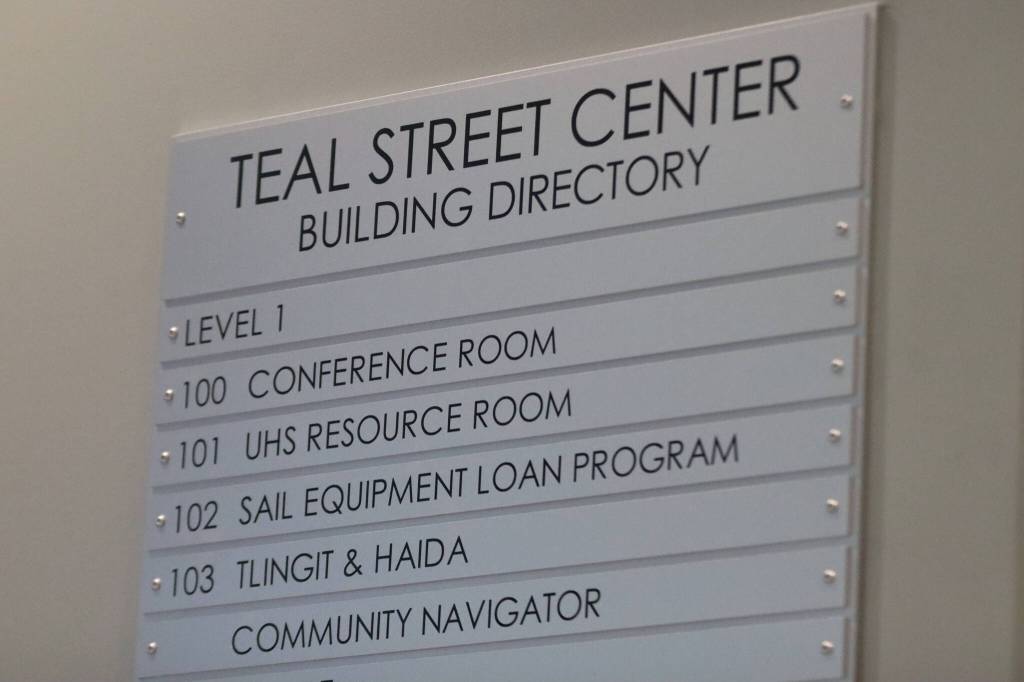 TEAL STREET CENTER
BUILDING DIRECTORY
LEVEL 1
100 CONFERENCE ROOM
101 UHS RESOURCE ROOM
102 SAIL EQUIPMENT LOAN PROGRAM
103 TLINGIT & HAIDA
COMMUNITY NAVIGATOR